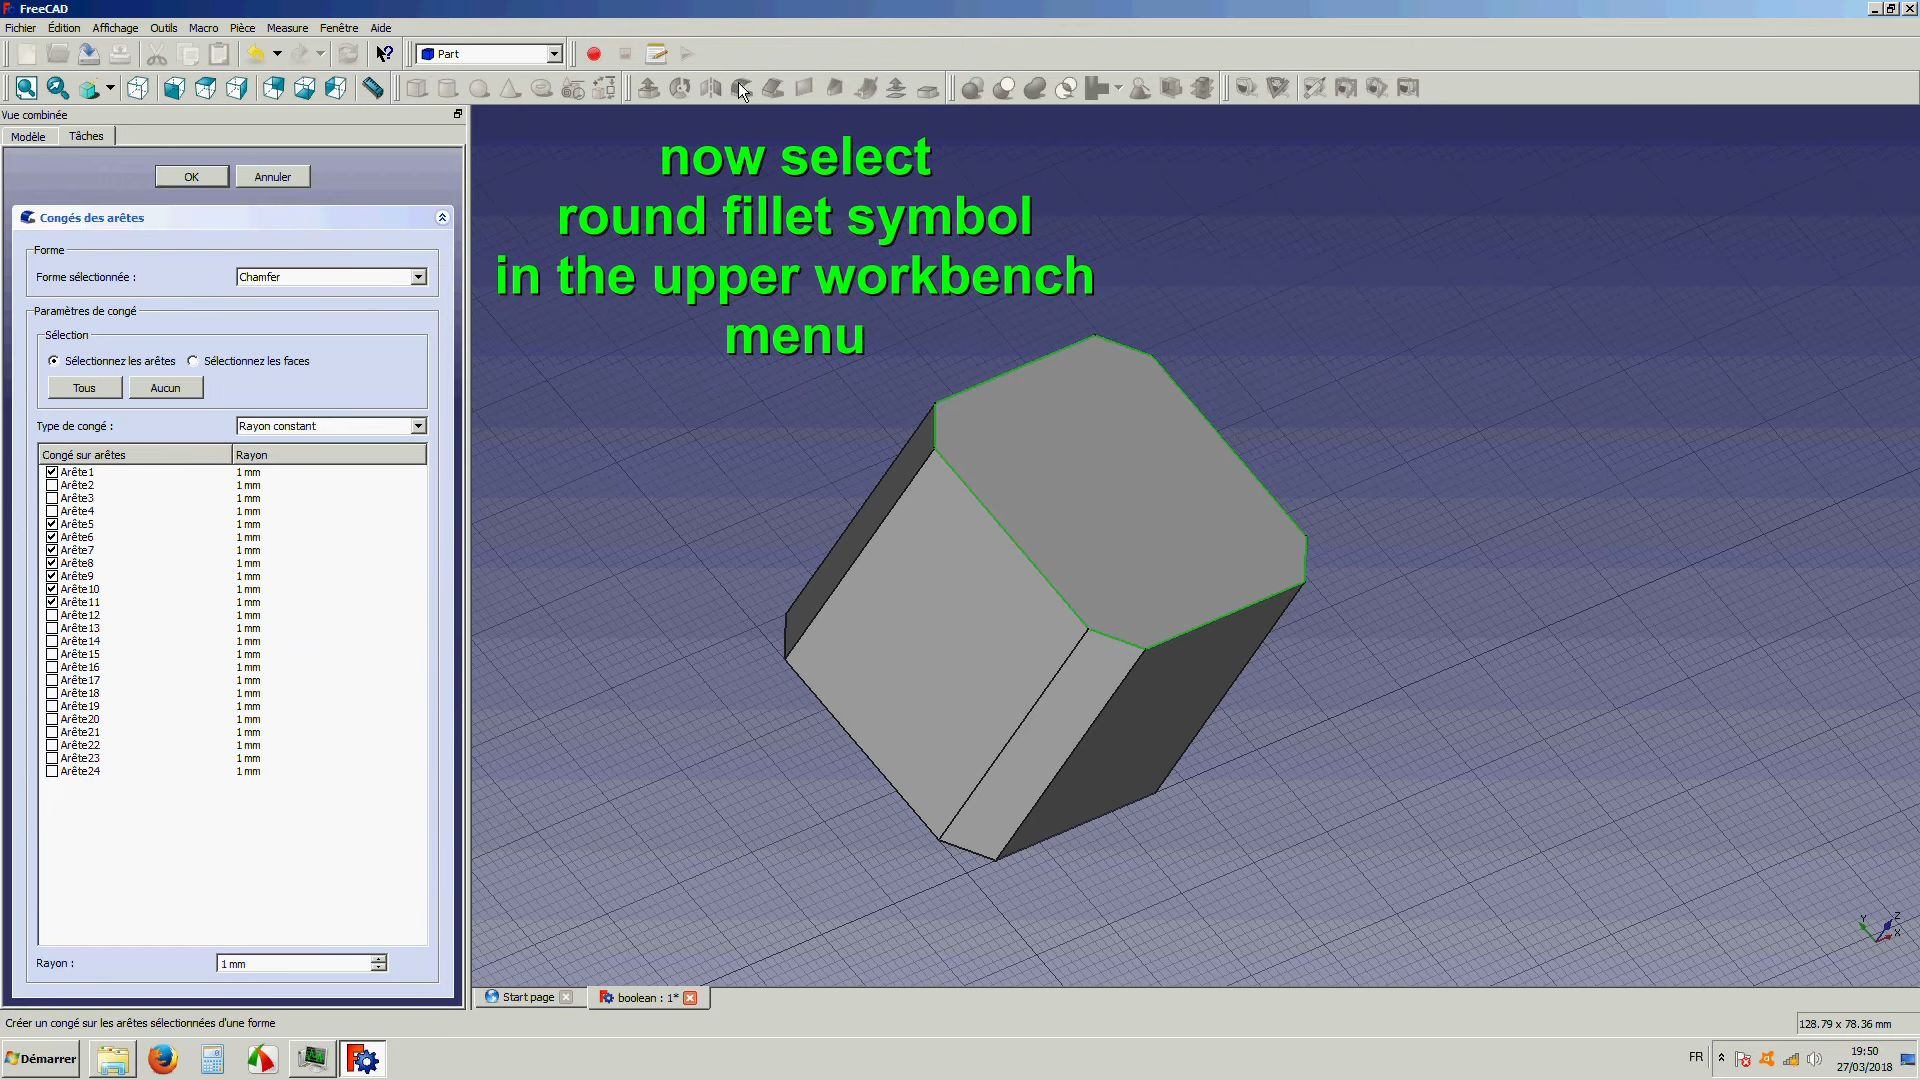 FreeCAD
Fichier Édition Affichage Outils Macro Pièce Measure Fenêtre Aide
Part
Vue combinée
Modèle Tâches
OK Annuler
Congés des arêtes
Forme
Forme sélectionnée : Chamfer
Paramètres de congé
Sélection
Sélectionnez les arêtes Sélectionnez les faces
Tous Aucun
Type de congé : Rayon constant
Congé sur arêtes Rayon
Arête1 1 mm
Arête2 1 mm
Arête3 1 mm
Arête4 1 mm
Arête5 1 mm
Arête6 1 mm
Arête7 1 mm
Arête8 1 mm
Arête9 1 mm
Arête10 1 mm
Arête11 1 mm
Arête12 1 mm
Arête13 1 mm
Arête14 1 mm
Arête15 1 mm
Arête16 1 mm
Arête17 1 mm
Arête18 1 mm
Arête19 1 mm
Arête20 1 mm
Arête21 1 mm
Arête22 1 mm
Arête23 1 mm
Arête24 1 mm
Rayon : 1 mm
now select
round fillet symbol
in the upper workbench
menu
Y Z X
Start page boolean : 1*
Créer un congé sur les arêtes sélectionnées d'une forme
128.79 x 78.36 mm
Démarrer
FR
19:50
27/03/2018